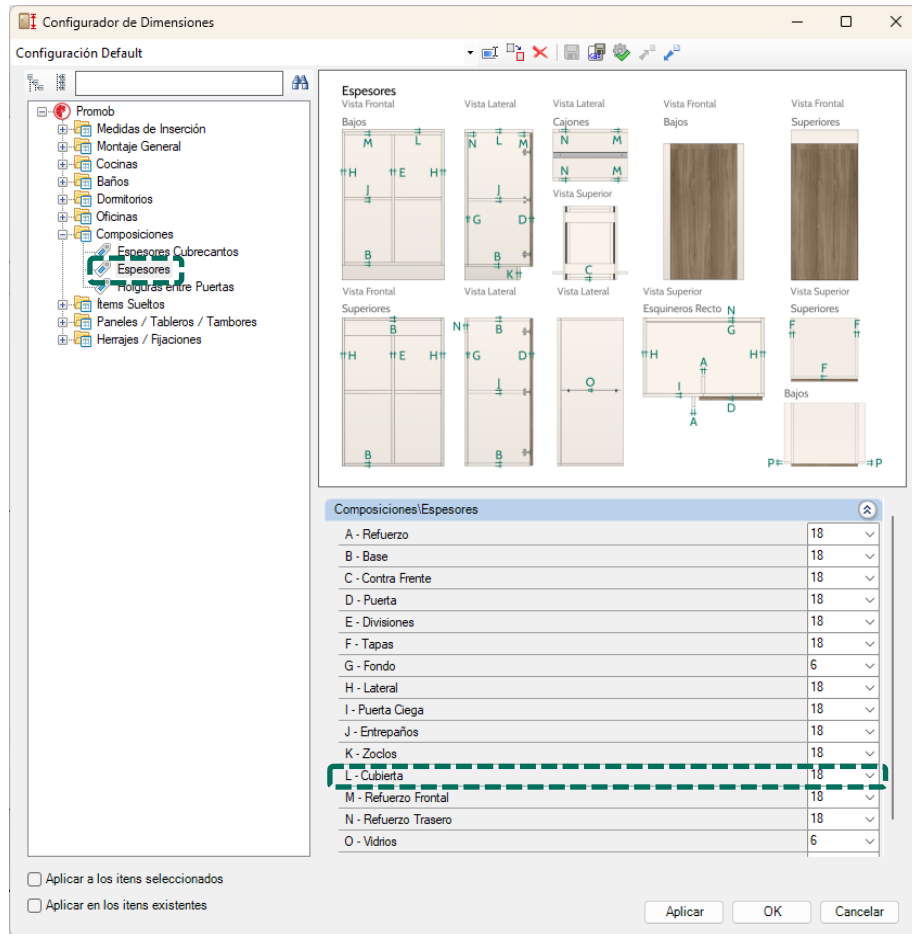 Configurador de Dimensiones
Configuración Default
Promob
Medidas de Inserción
Montaje General
Cocinas
Baños
Dormitorios
Oficinas
Composiciones
Espesores Cubrecantos
Espesores
Holguras entre Puertas
Ítems Sueltos
Paneles / Tableros / Tambores
Herrajes / Fijaciones
Espesores
Vista Frontal Vista Lateral Vista Lateral Vista Frontal Vista Frontal
Bajos Cajones Bajos Superiores
M L N L M N M
H E H N M
J J
Vista Superior
G D
B B
K C
Vista Frontal Vista Lateral Vista Lateral Vista Superior Vista Superior
Superiores Esquineros Recto N Superiores
B N B G F F
H E H G D H A H
J O I F
D Bajos
A
B B P P
Composiciones\Espesores
A - Refuerzo 18
B - Base 18
C - Contra Frente 18
D - Puerta 18
E - Divisiones 18
F - Tapas 18
G - Fondo 6
H - Lateral 18
I - Puerta Ciega 18
J - Entrepaños 18
K - Zoclos 18
L - Cubierta 18
M - Refuerzo Frontal 18
N - Refuerzo Trasero 18
O - Vidrios 6
Aplicar a los itens seleccionados
Aplicar en los itens existentes
Aplicar OK Cancelar